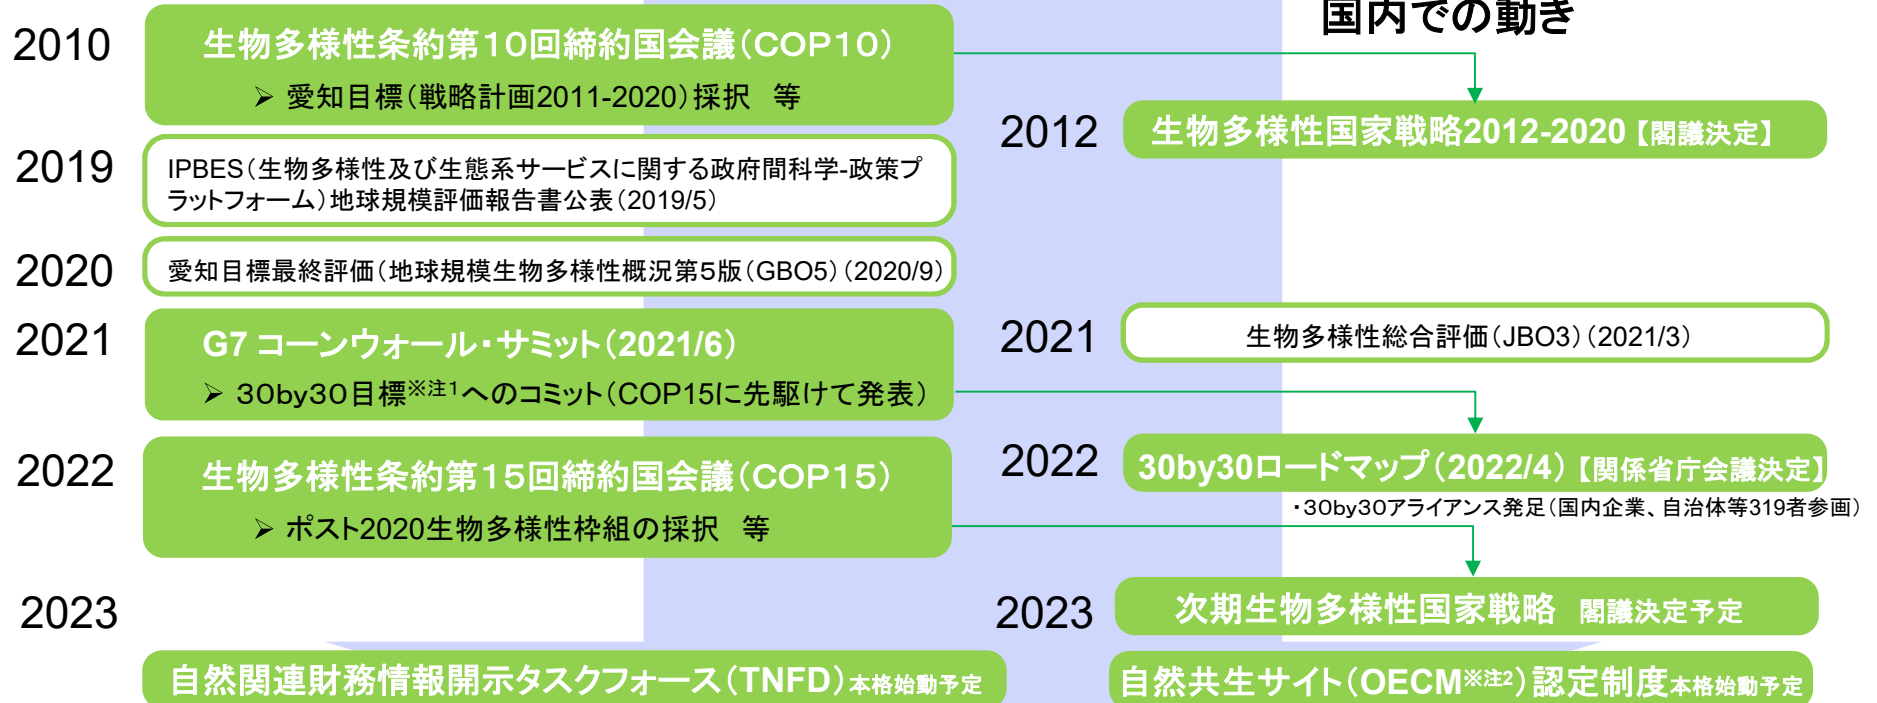 国内での動き
2010
生物多様性条約第10回締約国会議(COP10)
➢ 愛知目標(戦略計画2011-2020)採択 等
2012
生物多様性国家戦略2012-2020【閣議決定】
2019
IPBES(生物多様性及び生態系サービスに関する政府間科学-政策プ
ラットフォーム)地球規模評価報告書公表(2019/5)
2020
愛知目標最終評価(地球規模生物多様性概況第5版(GBO5)(2020/9)
2021
G7 コーンウォール・サミット(2021/6)
➢ 30by30目標※注1へのコミット(COP15に先駆けて発表)
2021
生物多様性総合評価(JBO3)(2021/3)
2022
生物多様性条約第15回締約国会議(COP15)
➢ ポスト2020生物多様性枠組の採択 等
2022
30by30ロードマップ(2022/4)【関係省庁会議決定】
・30by30アライアンス発足(国内企業、自治体等319者参画)
2023
2023
次期生物多様性国家戦略 閣議決定予定
自然関連財務情報開示タスクフォース(TNFD)本格始動予定
自然共生サイト(OECM※注2)認定制度本格始動予定